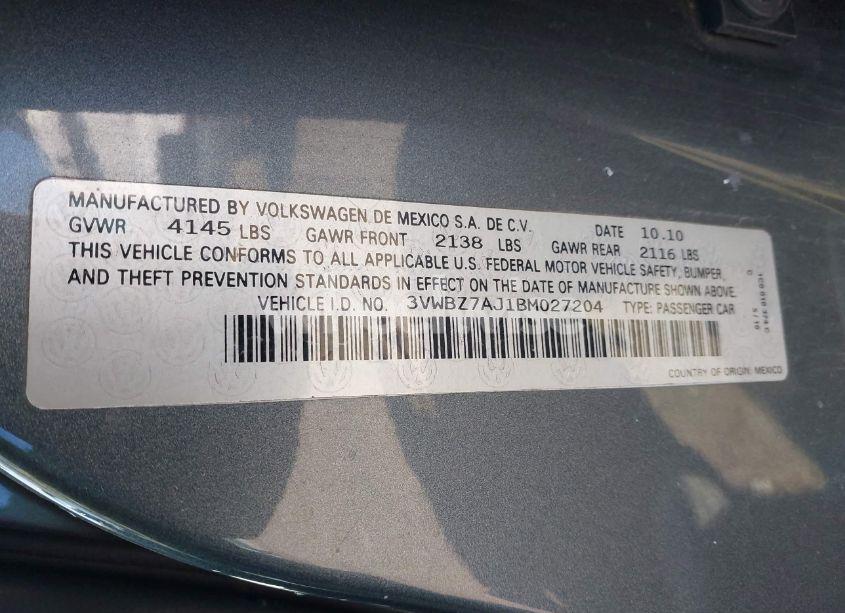 MANUFACTURED BY VOLKSWAGEN DE MEXICO S.A. DE C.V. DATE 10.10
GVWR 4145 LBS GAWR FRONT 2138 LBS GAWR REAR 2116 LBS
THIS VEHICLE CONFORMS TO ALL APPLICABLE U.S. FEDERAL MOTOR VEHICLE SAFETY, BUMPER,
AND THEFT PREVENTION STANDARDS IN EFFECT ON THE DATE OF MANUFACTURE SHOWN ABOVE.
VEHICLE I.D. NO. 3VWBZ7AJ1BM027204 TYPE: PASSENGER CAR
COUNTRY OF ORIGIN: MEXICO
5/10